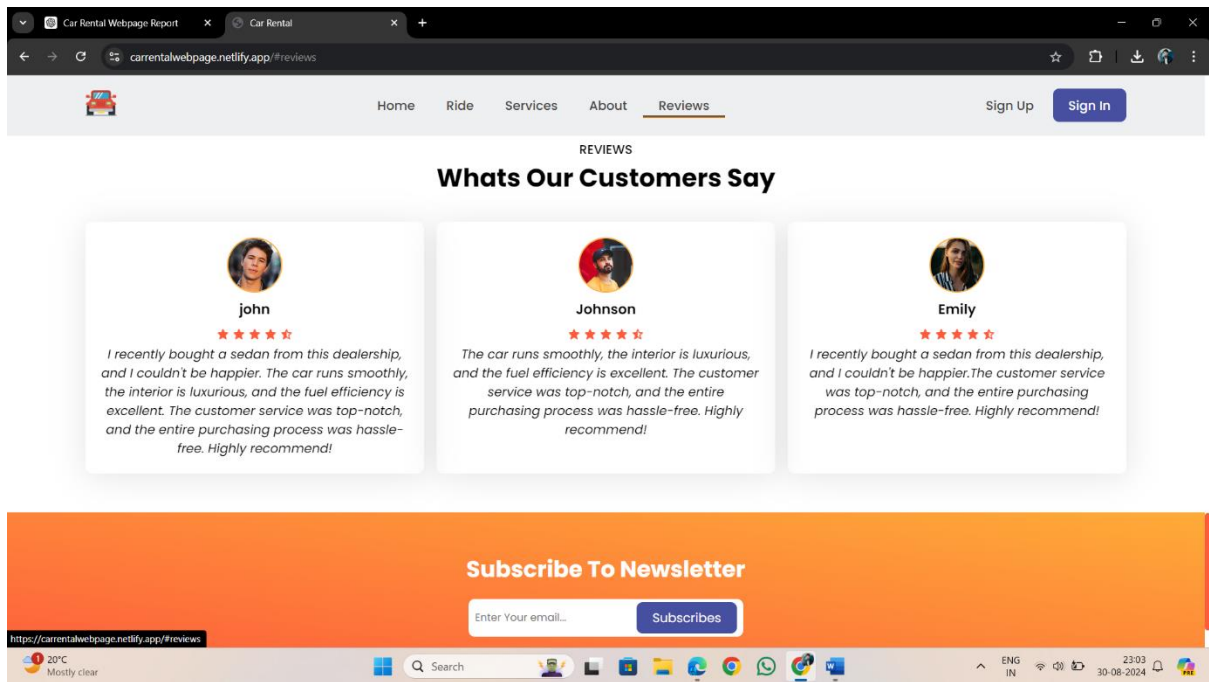 Car Rental Webpage Report
Car Rental
carrentalwebpage.netlify.app/#reviews
Home Ride Services About Reviews Sign Up Sign In
REVIEWS
Whats Our Customers Say
john
I recently bought a sedan from this dealership,
and I couldn't be happier. The car runs smoothly,
the interior is luxurious, and the fuel efficiency is
excellent. The customer service was top-notch,
and the entire purchasing process was hassle-
free. Highly recommend!
Johnson
The car runs smoothly, the interior is luxurious,
and the fuel efficiency is excellent. The customer
service was top-notch, and the entire
purchasing process was hassle-free. Highly
recommend!
Emily
I recently bought a sedan from this dealership,
and I couldn't be happier.The customer service
was top-notch, and the entire purchasing
process was hassle-free. Highly recommend!
Subscribe To Newsletter
Enter Your email... Subscribes
https://carrentalwebpage.netlify.app/#reviews
1
20°C
Mostly clear
Search
ENG
IN
23:03
30-08-2024
PRE